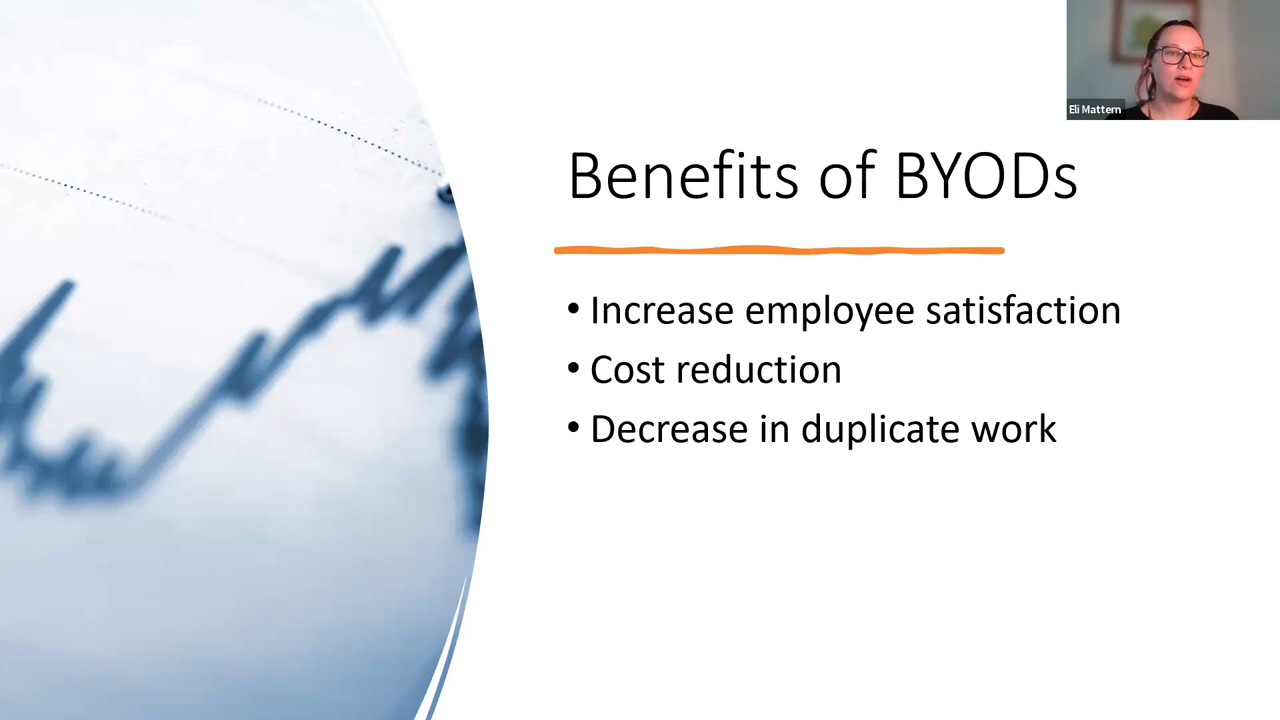 Eli Mattern
Benefits of BYODs
• Increase employee satisfaction
• Cost reduction
• Decrease in duplicate work